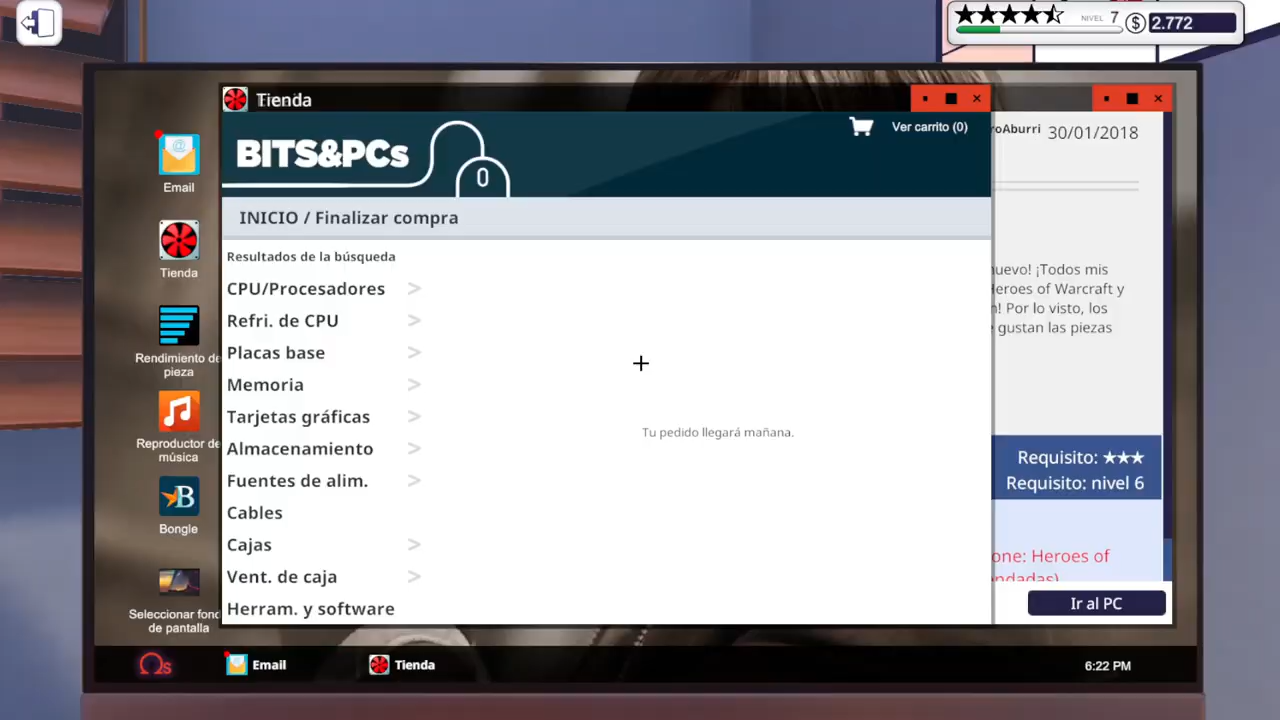 NIVEL 7
$ 2.772
Tienda
BITS&PCs
Ver carrito (0)
roAburri 30/01/2018
INICIO / Finalizar compra
Resultados de la búsqueda
CPU/Procesadores >
Refri. de CPU >
Placas base >
Memoria >
Tarjetas gráficas >
Almacenamiento >
Fuentes de alim. >
Cables
Cajas >
Vent. de caja >
Herram. y software
Tu pedido llegará mañana.
nuevo! ¡Todos mis
Heroes of Warcraft y
n! Por lo visto, los
e gustan las piezas
Requisito: ★★★
Requisito: nivel 6
one: Heroes of
ndadas)
Ir al PC
Email
Tienda
Rendimiento de
pieza
Reproductor de
música
B
Bongle
Seleccionar fond
de pantalla
Ωs
Email
Tienda
6:22 PM